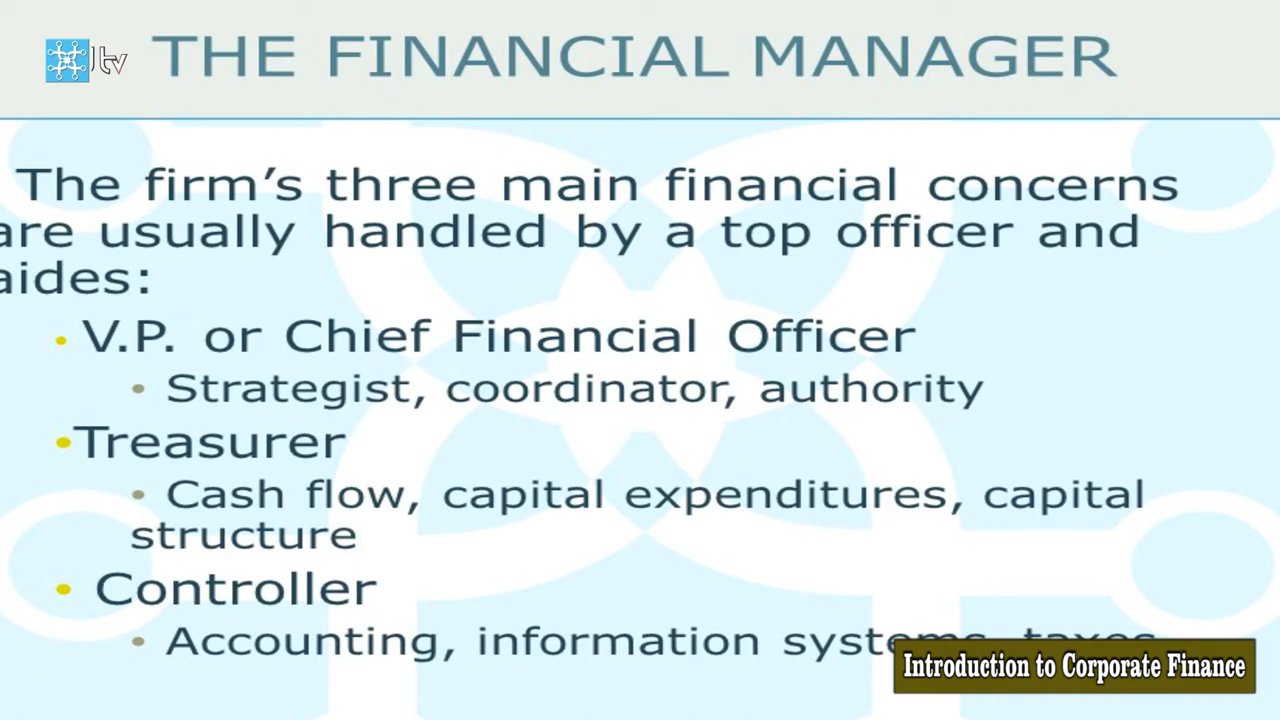 THE FINANCIAL MANAGER
The firm's three main financial concerns
are usually handled by a top officer and
aides:
• V.P. or Chief Financial Officer
• Strategist, coordinator, authority
•Treasurer
• Cash flow, capital expenditures, capital
structure
• Controller
• Accounting, information systems, taxes
Introduction to Corporate Finance